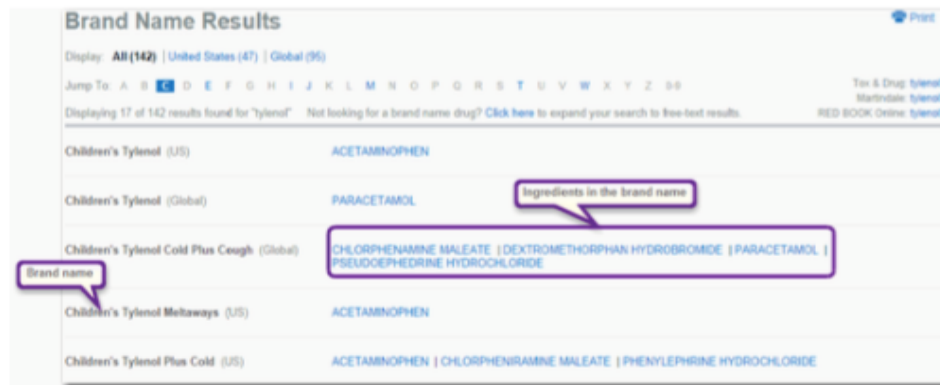 Brand Name Results
Print
Display: All (142) | United States (47) | Global (95)
Jump To: A B C D E F G H I J K L M N O P Q R S T U V W X Y Z 0-9
Tox & Drug: tylenol
Displaying 17 of 142 results found for "tylenol" Not looking for a brand name drug? Click here to expand your search to free-text results.
Martindale: tylenol
RED BOOK Online: tylenol
Children's Tylenol (US) ACETAMINOPHEN
Ingredients in the brand name
Children's Tylenol (Global) PARACETAMOL
Children's Tylenol Cold Plus Cough (Global) CHLORPHENAMINE MALEATE | DEXTROMETHORPHAN HYDROBROMIDE | PARACETAMOL |
PSEUDOEPHEDRINE HYDROCHLORIDE
Brand name
Children's Tylenol Meltaways (US) ACETAMINOPHEN
Children's Tylenol Plus Cold (US) ACETAMINOPHEN | CHLORPHENIRAMINE MALEATE | PHENYLEPHRINE HYDROCHLORIDE